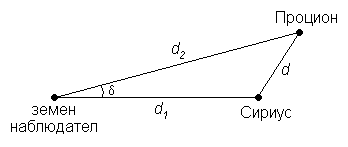 Процион
d₂
d
δ
d₁
земен
наблюдател
Сириус